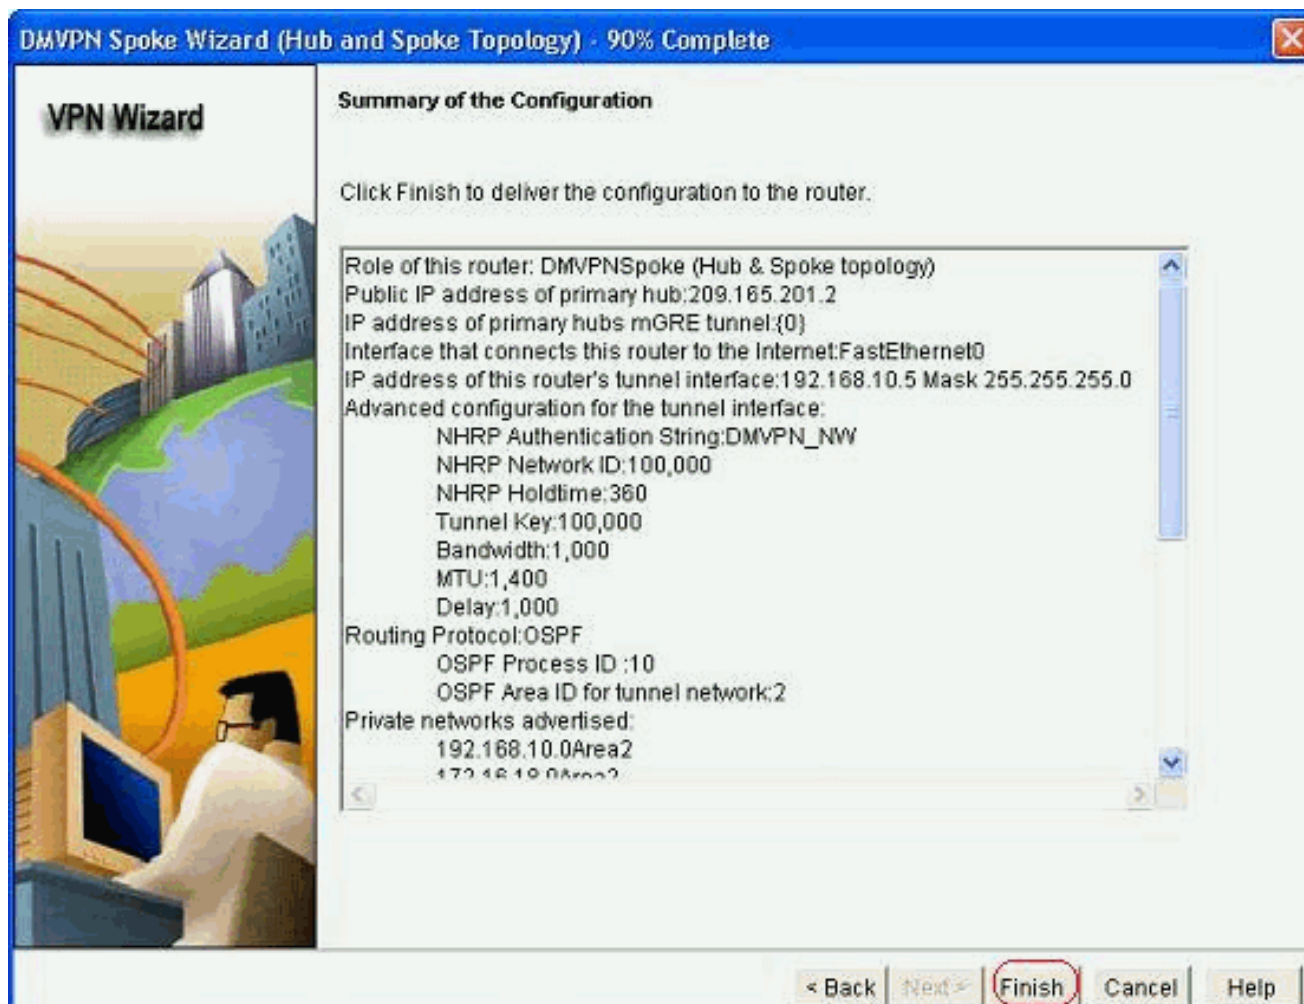 DMVPN Spoke Wizard (Hub and Spoke Topology) - 90% Complete
VPN Wizard
Summary of the Configuration
Click Finish to deliver the configuration to the router.
Role of this router: DMVPNSpoke (Hub & Spoke topology)
Public IP address of primary hub:209.165.201.2
IP address of primary hubs mGRE tunnel:{0}
Interface that connects this router to the Internet:FastEthernet0
IP address of this router's tunnel interface:192.168.10.5 Mask 255.255.255.0
Advanced configuration for the tunnel interface:
NHRP Authentication String:DMVPN_NW
NHRP Network ID:100,000
NHRP Holdtime:360
Tunnel Key:100,000
Bandwidth:1,000
MTU:1,400
Delay:1,000
Routing Protocol:OSPF
OSPF Process ID :10
OSPF Area ID for tunnel network:2
Private networks advertised:
192.168.10.0Area2
< Back Next > Finish Cancel Help